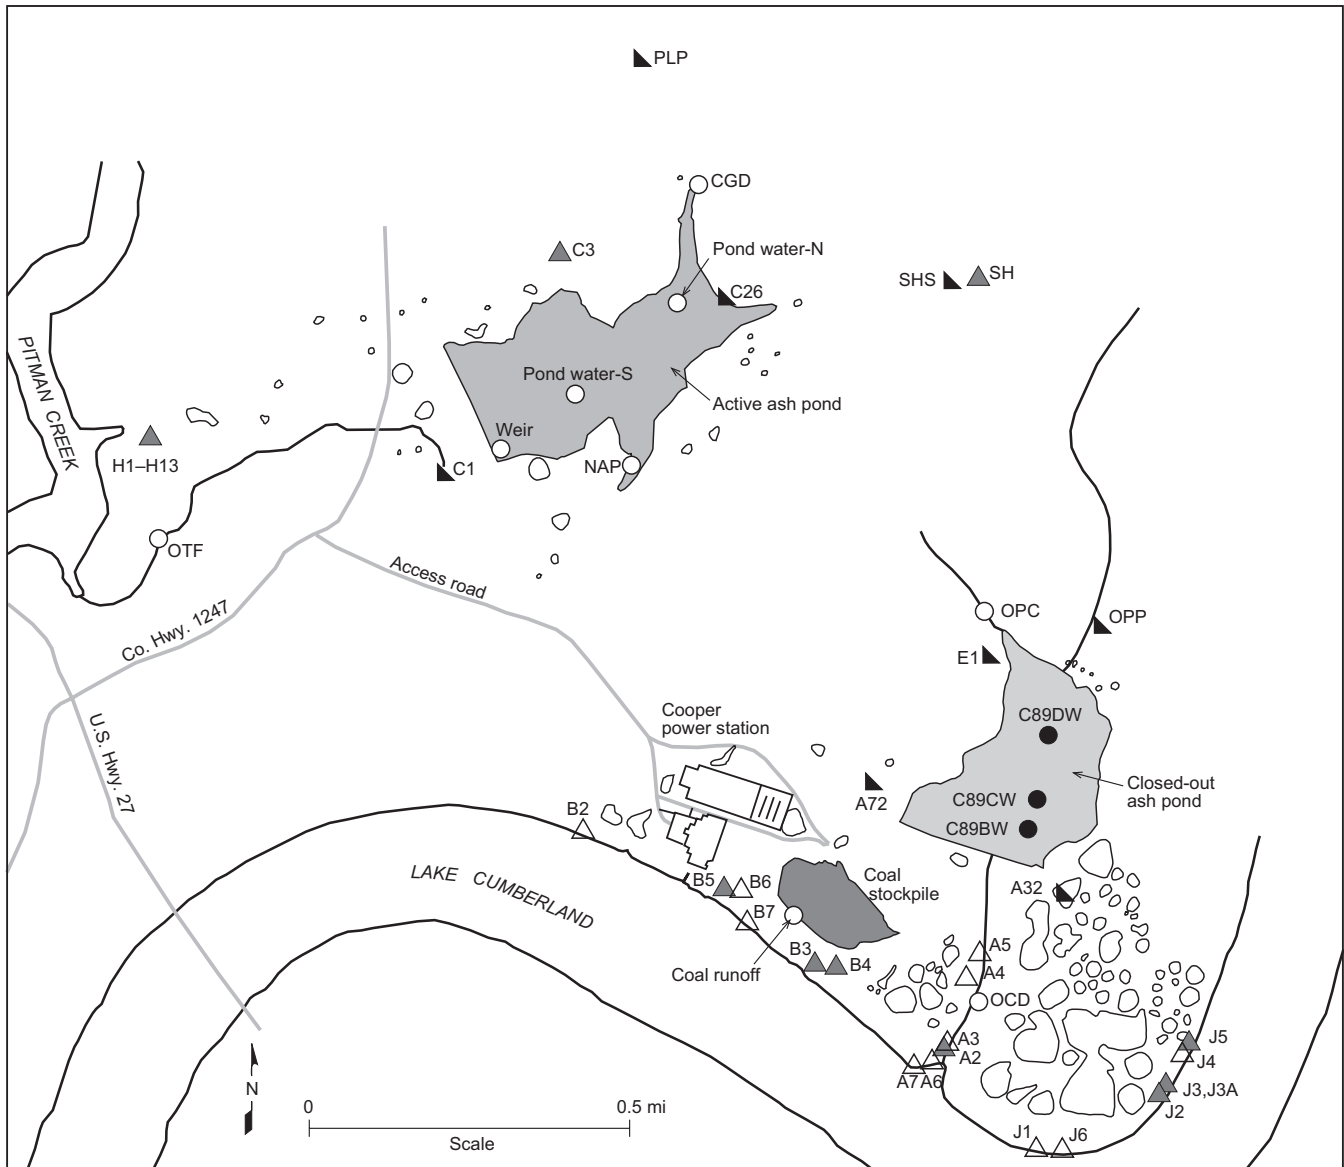 PLP
CGD
Pond water-N
C3
C26
SHS
SH
PITMAN CREEK
Pond water-S
Active ash pond
Weir
H1–H13
C1
NAP
OTF
Access road
Co. Hwy. 1247
OPC
OPP
E1
U.S. Hwy. 27
Cooper
power station
C89DW
Closed-out
ash pond
C89CW
C89BW
A72
B2
LAKE CUMBERLAND
B5
B6
Coal
stockpile
A32
B7
B3
B4
Coal runoff
A5
A4
OCD
A3
A2
A7
A6
J5
J4
J3,J3A
J2
J1
J6
N
0
0.5 mi
Scale